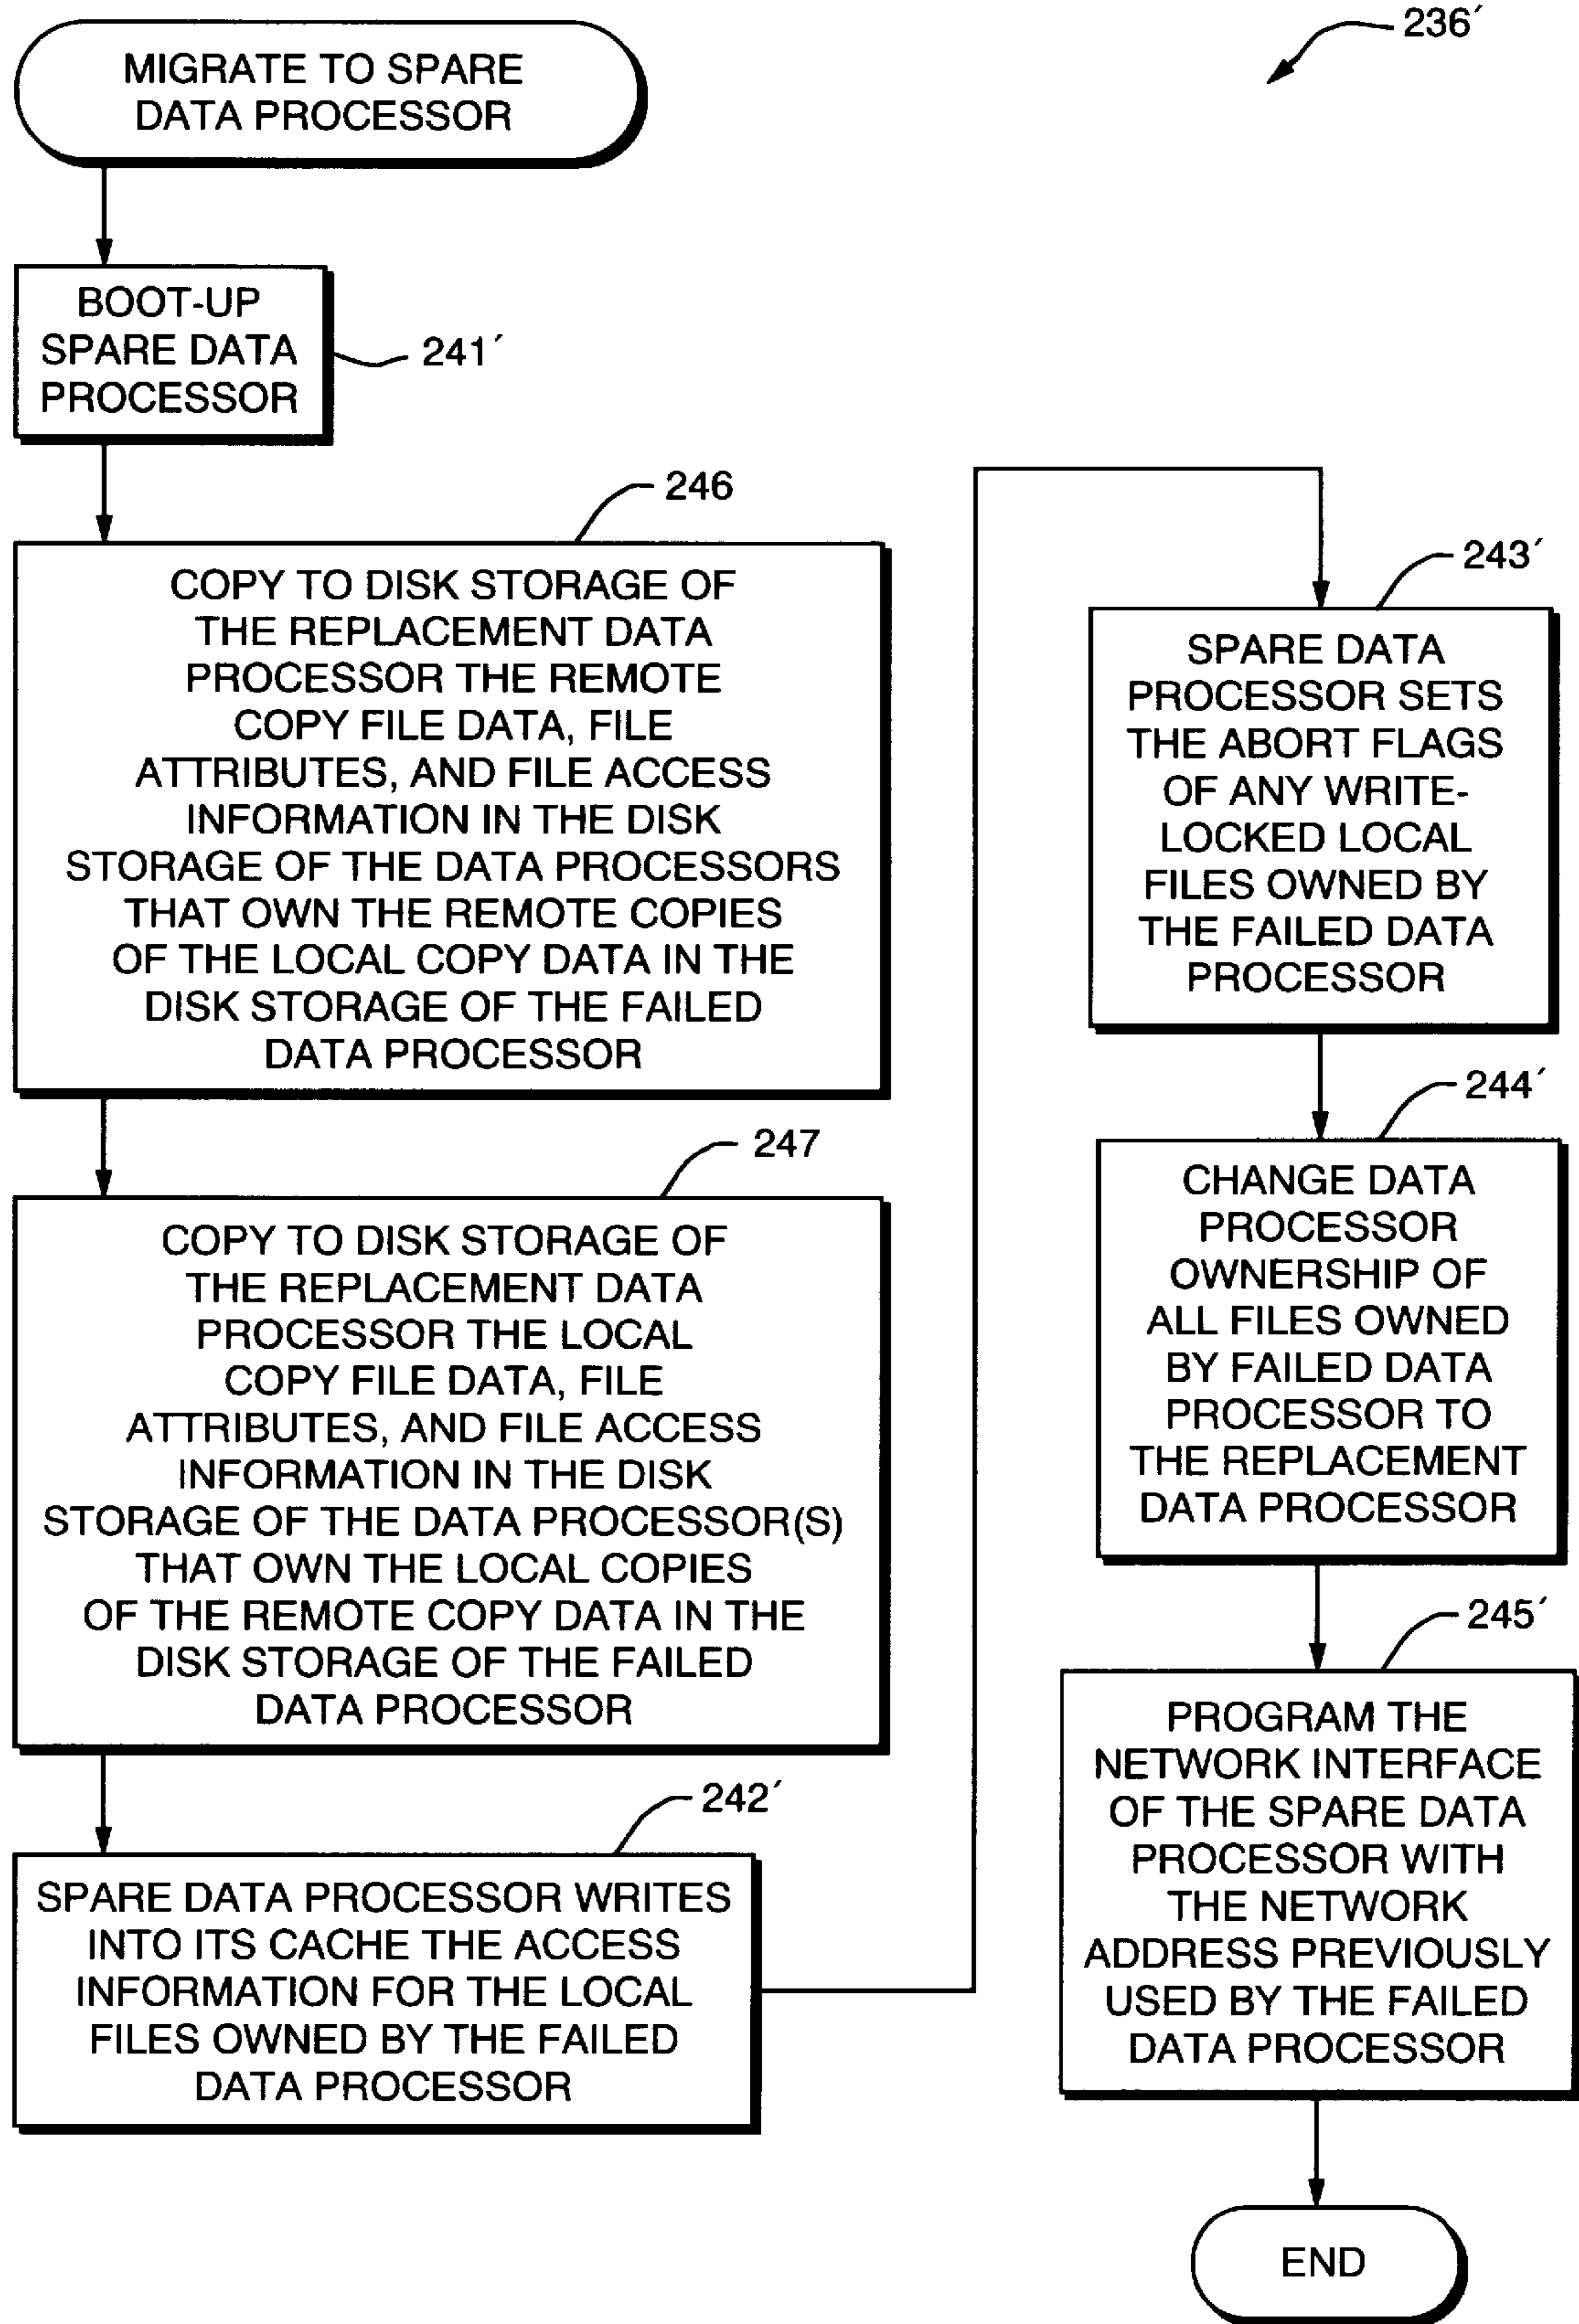 236′
MIGRATE TO SPARE
DATA PROCESSOR
BOOT-UP
SPARE DATA
PROCESSOR
241′
246
COPY TO DISK STORAGE OF
THE REPLACEMENT DATA
PROCESSOR THE REMOTE
COPY FILE DATA, FILE
ATTRIBUTES, AND FILE ACCESS
INFORMATION IN THE DISK
STORAGE OF THE DATA PROCESSORS
THAT OWN THE REMOTE COPIES
OF THE LOCAL COPY DATA IN THE
DISK STORAGE OF THE FAILED
DATA PROCESSOR
247
COPY TO DISK STORAGE OF
THE REPLACEMENT DATA
PROCESSOR THE LOCAL
COPY FILE DATA, FILE
ATTRIBUTES, AND FILE ACCESS
INFORMATION IN THE DISK
STORAGE OF THE DATA PROCESSOR(S)
THAT OWN THE LOCAL COPIES
OF THE REMOTE COPY DATA IN THE
DISK STORAGE OF THE FAILED
DATA PROCESSOR
242′
SPARE DATA PROCESSOR WRITES
INTO ITS CACHE THE ACCESS
INFORMATION FOR THE LOCAL
FILES OWNED BY THE FAILED
DATA PROCESSOR
243′
SPARE DATA
PROCESSOR SETS
THE ABORT FLAGS
OF ANY WRITE-
LOCKED LOCAL
FILES OWNED BY
THE FAILED DATA
PROCESSOR
244′
CHANGE DATA
PROCESSOR
OWNERSHIP OF
ALL FILES OWNED
BY FAILED DATA
PROCESSOR TO
THE REPLACEMENT
DATA PROCESSOR
245′
PROGRAM THE
NETWORK INTERFACE
OF THE SPARE DATA
PROCESSOR WITH
THE NETWORK
ADDRESS PREVIOUSLY
USED BY THE FAILED
DATA PROCESSOR
END